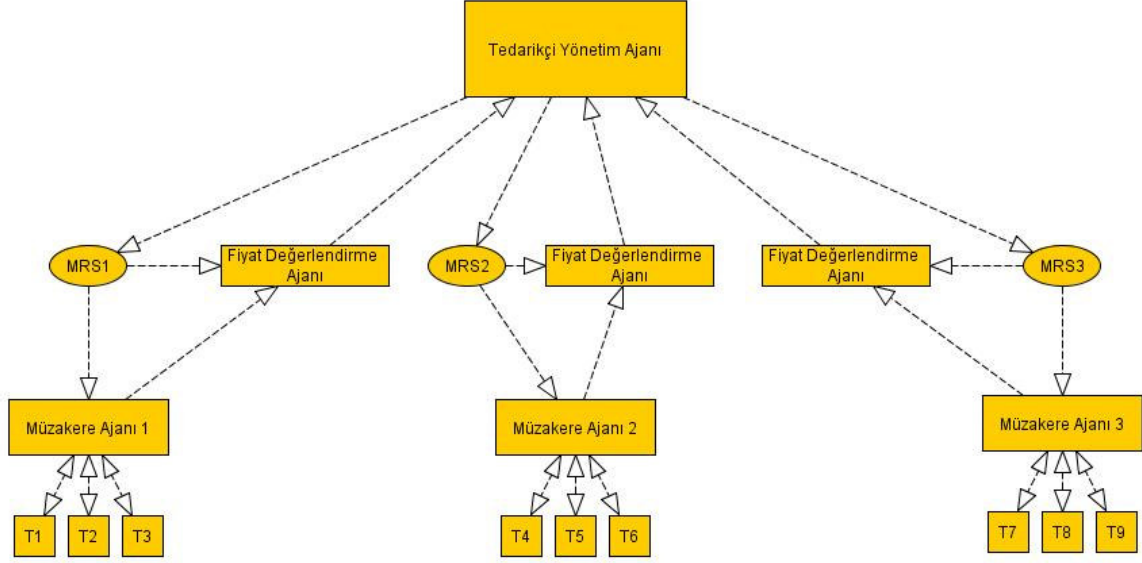 Tedarikçi Yönetim Ajanı
MRS1
Fiyat Değerlendirme
Ajanı
MRS2
Fiyat Değerlendirme
Ajanı
Fiyat Değerlendirme
Ajanı
MRS3
Müzakere Ajanı 1
Müzakere Ajanı 2
Müzakere Ajanı 3
T1
T2
T3
T4
T5
T6
T7
T8
T9